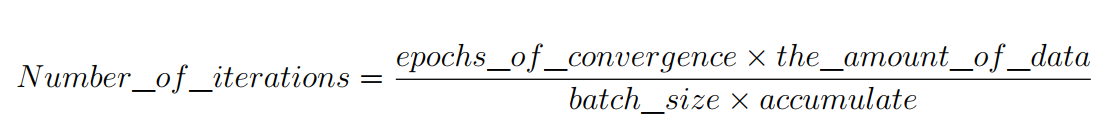 Number_of_iterations = epochs_of_convergence × the_amount_of_data
batch_size × accumulate